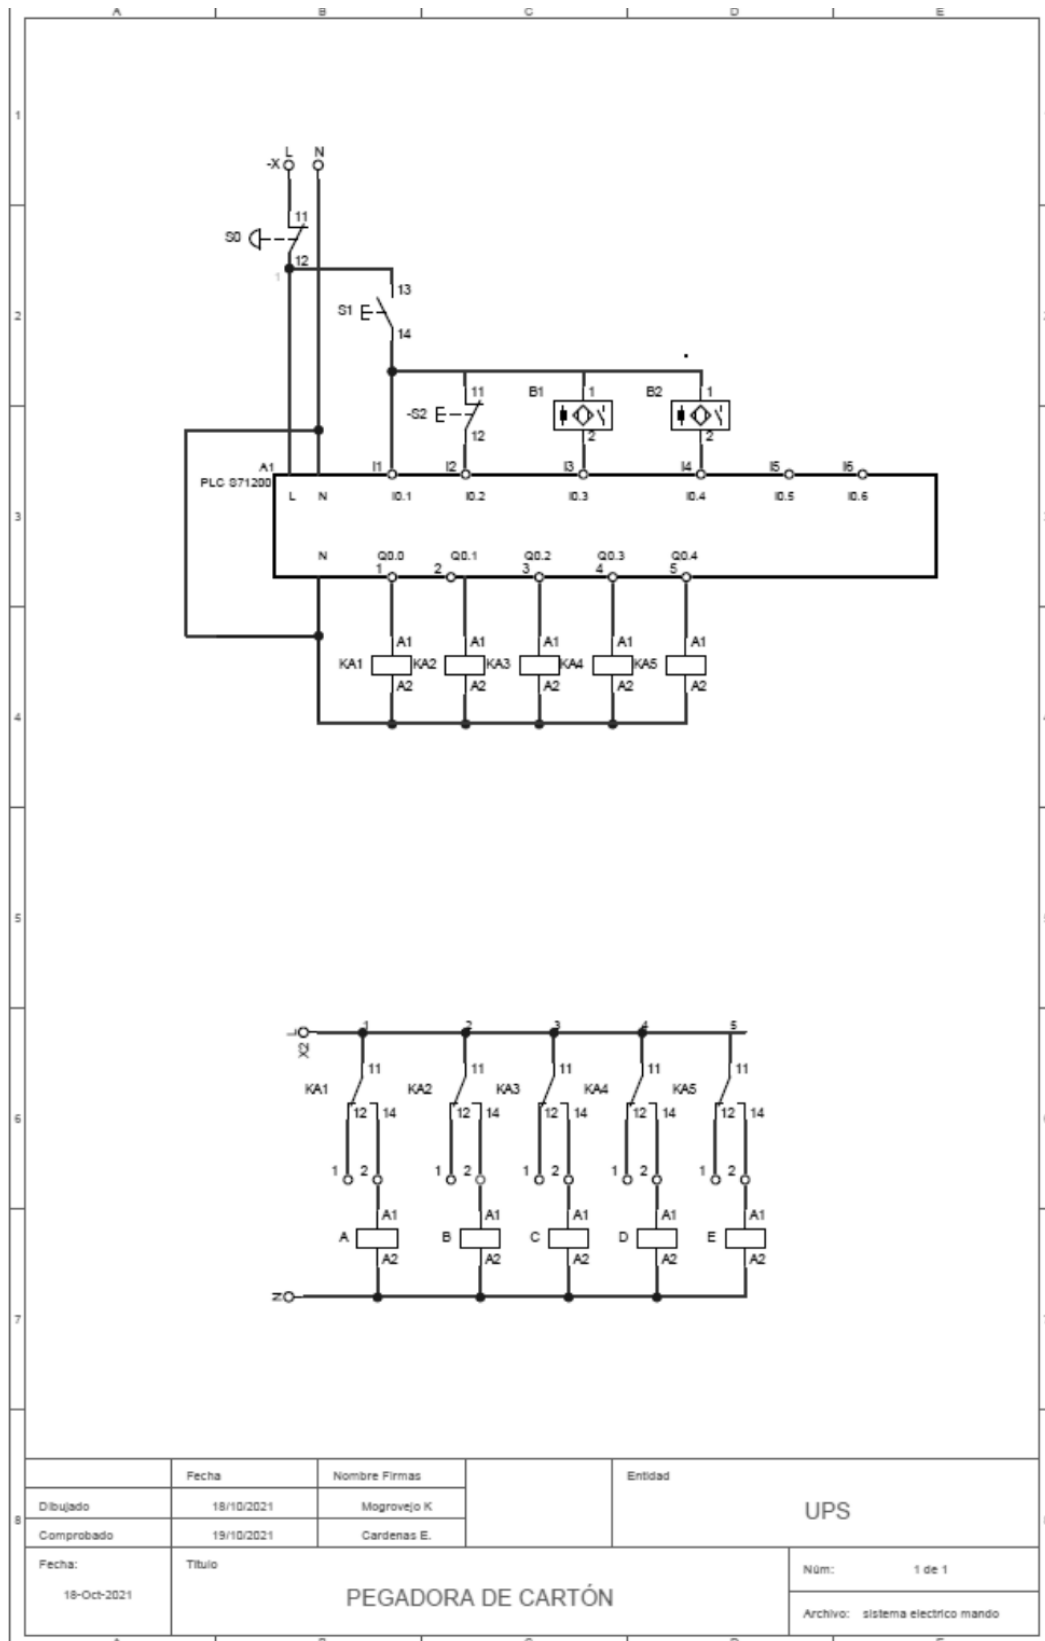 A B C D E
1
L N
-X
11
S0
12
1
13
S1
14
2
11
-S2
12
B1
1
2
B2
1
2
A1
PLC S71200
I1 I2 I3 I4 I5 I6
L N I0.1 I0.2 I0.3 I0.4 I0.5 I0.6
3
N Q0.0 Q0.1 Q0.2 Q0.3 Q0.4
1 2 3 4 5
A1 A1 A1 A1 A1
KA1 KA2 KA3 KA4 KA5
A2 A2 A2 A2 A2
4
5
L
X2
1 2 3 4 5
11 11 11 11 11
KA1 KA2 KA3 KA4 KA5
12 14 12 14 12 14 12 14 12 14
6
1 2 1 2 1 2 1 2 1 2
A1 A1 A1 A1 A1
A B C D E
A2 A2 A2 A2 A2
N
7
Fecha Nombre Firmas Entidad
Dibujado 18/10/2021 Mogrovejo K
UPS
8
Comprobado 19/10/2021 Cardenas E.
Fecha: Título
Núm: 1 de 1
18-Oct-2021
PEGADORA DE CARTÓN
Archivo: sistema electrico mando